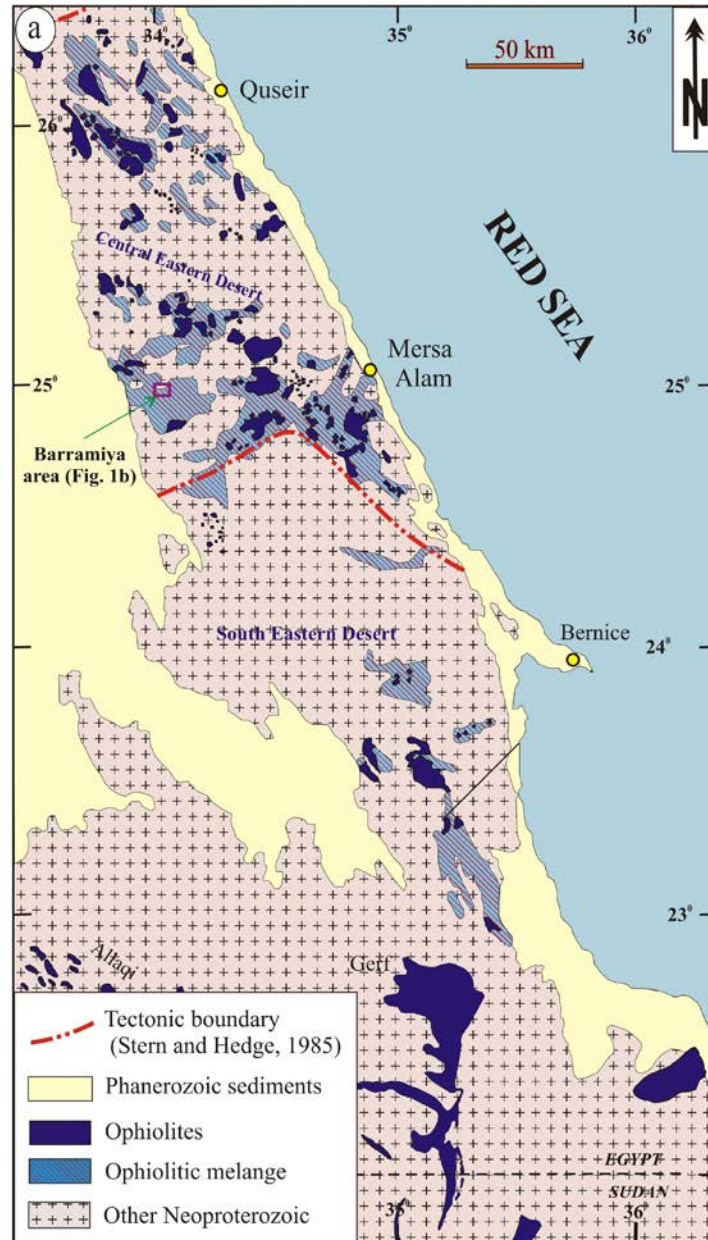 a
34°
35°
36°
50 km
N
Quseir
26°
Central Eastern Desert
RED SEA
Mersa
Alam
25°
25°
Barramiya
area (Fig. 1b)
South Eastern Desert
Bernice
24°
24°
23°
Allaqi
Gerf
Tectonic boundary
(Stern and Hedge, 1985)
Phanerozoic sediments
Ophiolites
Ophiolitic melange
Other Neoproterozoic
EGYPT
SUDAN
35°
36°